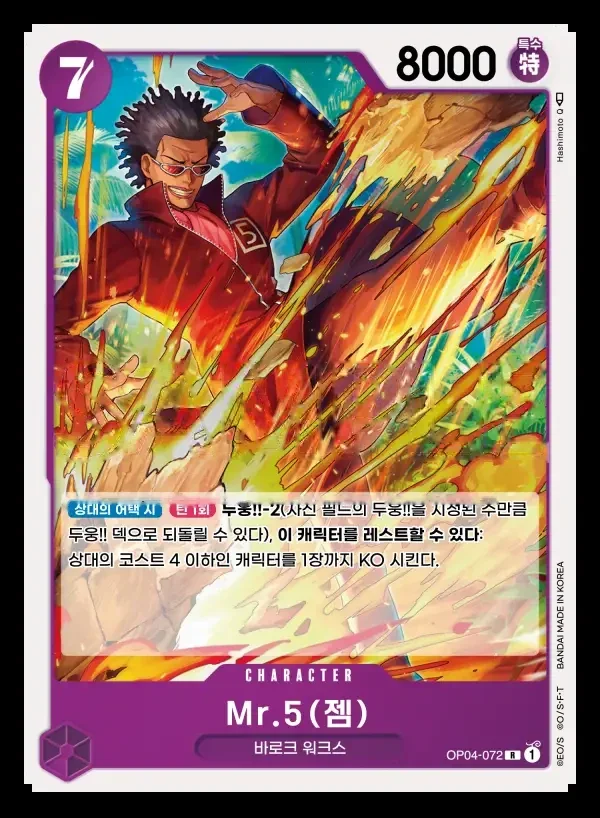 7
8000
특수
特
Hashimoto Q
5
상대의 어택 시 턴 1회 두웅!!-2(자신 필드의 두웅!!을 지정된 수만큼
두웅!! 덱으로 되돌릴 수 있다), 이 캐릭터를 레스트할 수 있다:
상대의 코스트 4 이하인 캐릭터를 1장까지 KO 시킨다.
CHARACTER
Mr.5(젬)
바로크 워크스
OP04-072 R 1
©EO/S ©O/S·F·T BANDAI MADE IN KOREA